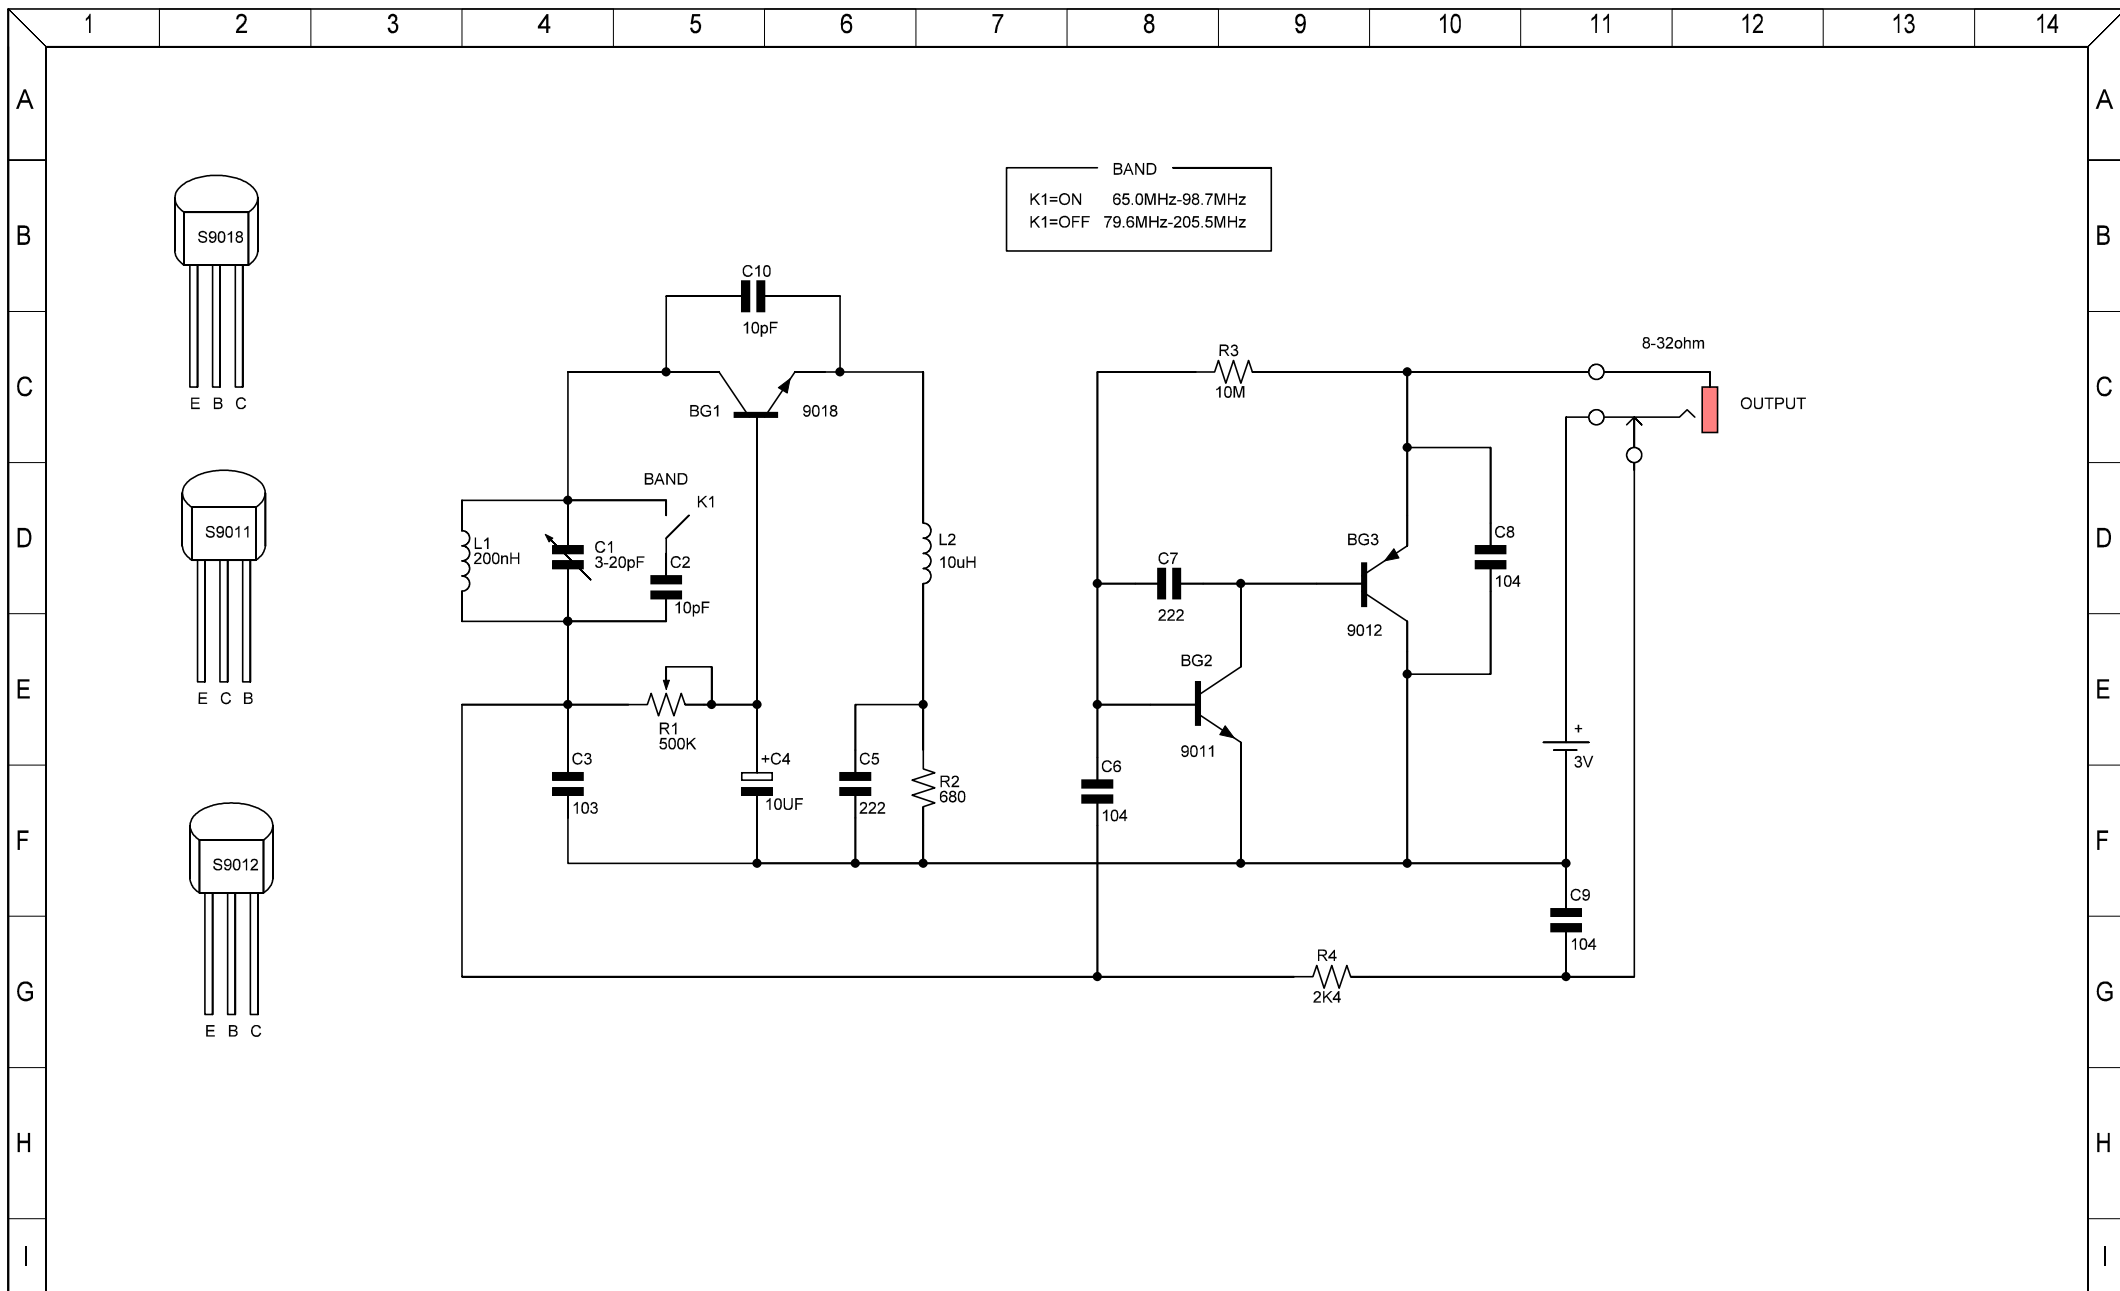 1 2 3 4 5 6 7 8 9 10 11 12 13 14
A A
BAND
K1=ON 65.0MHz-98.7MHz
K1=OFF 79.6MHz-205.5MHz
B B
S9018
C10
10pF
8-32ohm
R3
10M
C C
E B C
BG1 9018
OUTPUT
BAND
K1
S9011
D D
L1
200nH
C1
3-20pF
C2
10pF
L2
10uH
C7
222
BG3
9012
C8
104
E E
E C B
R1
500K
BG2
9011
+
3V
C3
103
+C4
10UF
C5
222
R2
680
C6
104
F F
S9012
C9
104
R4
2K4
G G
E B C
H H
I I